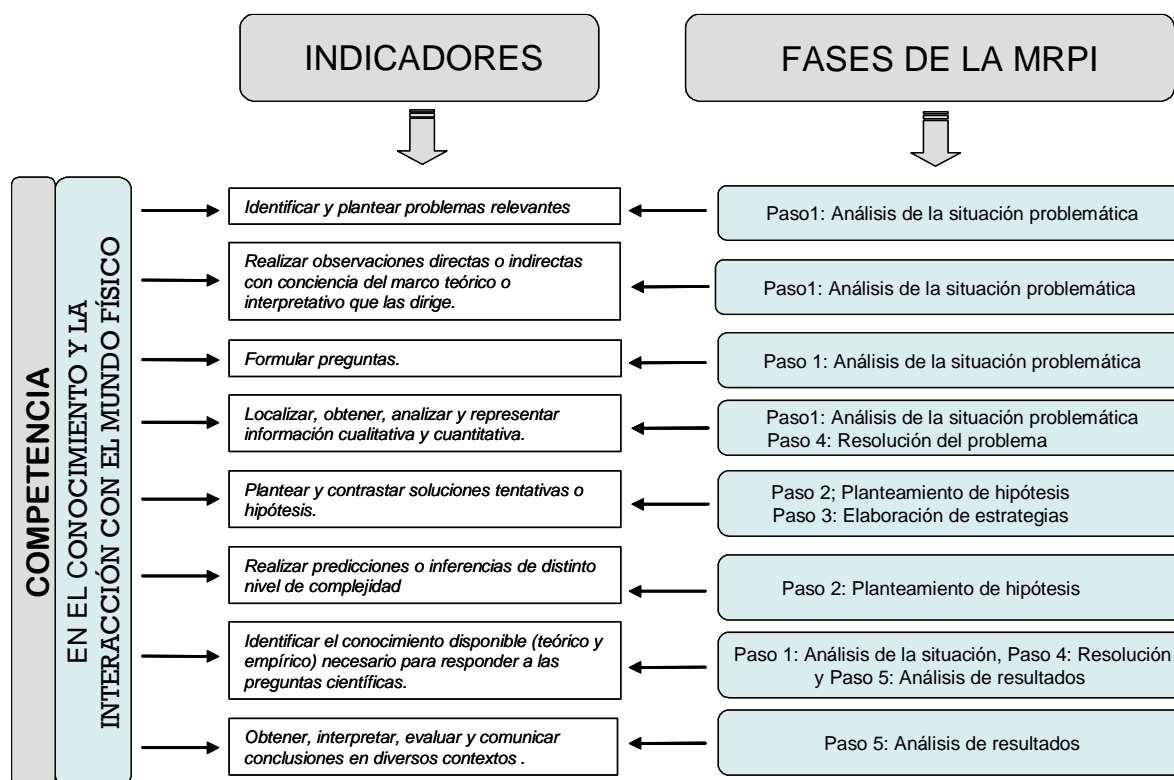 INDICADORES
FASES DE LA MRPI
COMPETENCIA
EN EL CONOCIMIENTO Y LA
INTERACCIÓN CON EL MUNDO FÍSICO
Identificar y plantear problemas relevantes
Paso1: Análisis de la situación problemática
Realizar observaciones directas o indirectas
con conciencia del marco teórico o
interpretativo que las dirige.
Paso1: Análisis de la situación problemática
Formular preguntas.
Paso 1: Análisis de la situación problemática
Localizar, obtener, analizar y representar
información cualitativa y cuantitativa.
Paso1: Análisis de la situación problemática
Paso 4: Resolución del problema
Plantear y contrastar soluciones tentativas o
hipótesis.
Paso 2; Planteamiento de hipótesis
Paso 3: Elaboración de estrategias
Realizar predicciones o inferencias de distinto
nivel de complejidad
Paso 2: Planteamiento de hipótesis
Identificar el conocimiento disponible (teórico y
empírico) necesario para responder a las
preguntas científicas.
Paso 1: Análisis de la situación, Paso 4: Resolución
y Paso 5: Análisis de resultados
Obtener, interpretar, evaluar y comunicar
conclusiones en diversos contextos .
Paso 5: Análisis de resultados